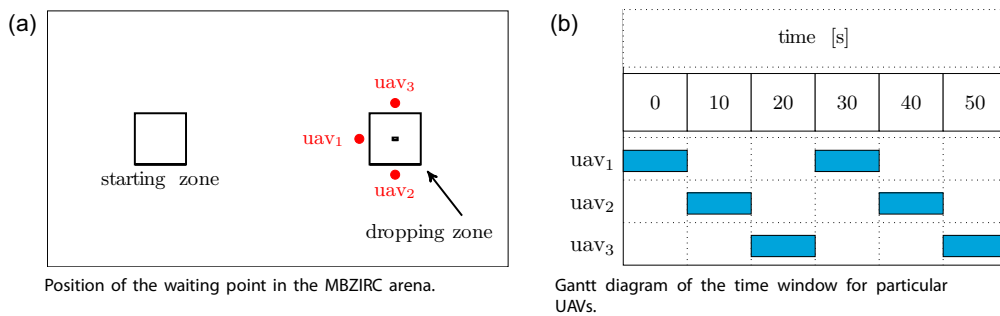 (a)
uav₃
uav₁
uav₂
starting zone
dropping zone
Position of the waiting point in the MBZIRC arena.
(b)
time [s]
0 10 20 30 40 50
uav₁
uav₂
uav₃
Gantt diagram of the time window for particular
UAVs.